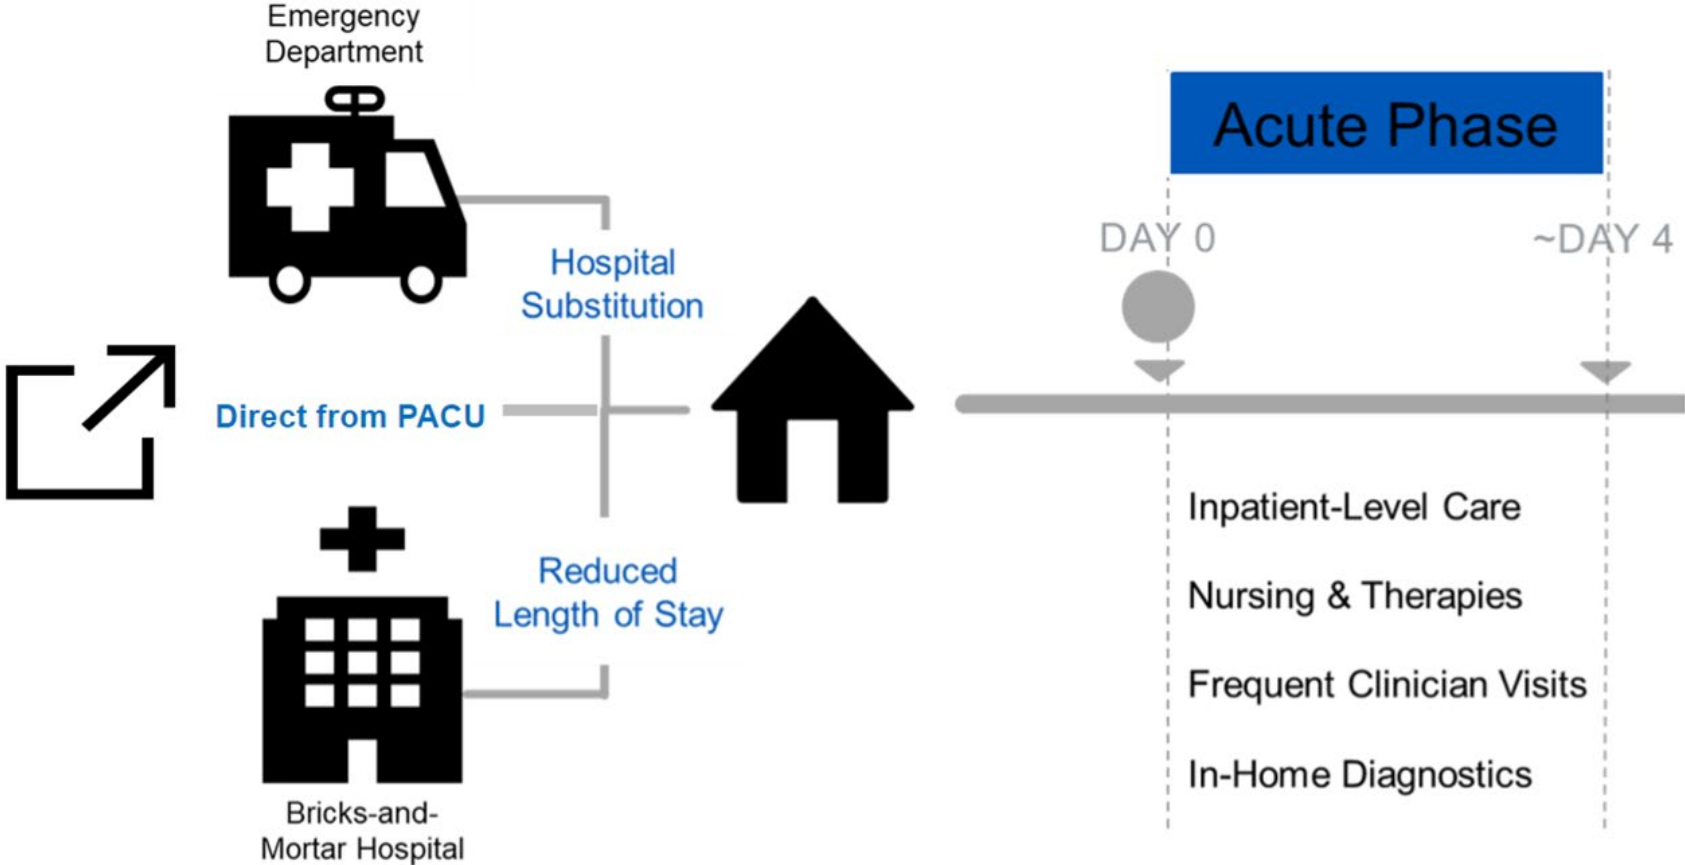 Emergency
Department
Hospital
Substitution
Direct from PACU
Reduced
Length of Stay
Bricks-and-
Mortar Hospital
Acute Phase
DAY 0
~DAY 4
Inpatient-Level Care
Nursing & Therapies
Frequent Clinician Visits
In-Home Diagnostics